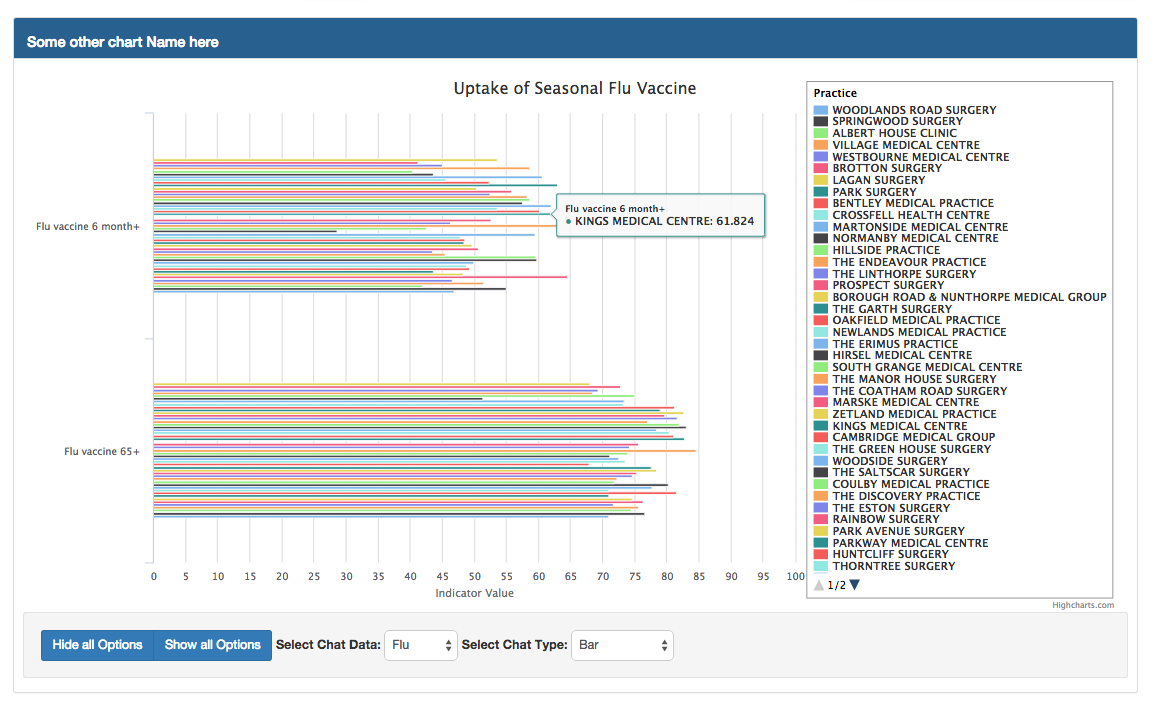 Some other chart Name here
Uptake of Seasonal Flu Vaccine
Flu vaccine 6 month+
Flu vaccine 65+
Flu vaccine 6 month+
● KINGS MEDICAL CENTRE: 61.824
0 5 10 15 20 25 30 35 40 45 50 55 60 65 70 75 80 85 90 95 100
Indicator Value
Practice
WOODLANDS ROAD SURGERY
SPRINGWOOD SURGERY
ALBERT HOUSE CLINIC
VILLAGE MEDICAL CENTRE
WESTBOURNE MEDICAL CENTRE
BROTTON SURGERY
LAGAN SURGERY
PARK SURGERY
BENTLEY MEDICAL PRACTICE
CROSSFELL HEALTH CENTRE
MARTONSIDE MEDICAL CENTRE
NORMANBY MEDICAL CENTRE
HILLSIDE PRACTICE
THE ENDEAVOUR PRACTICE
THE LINTHORPE SURGERY
PROSPECT SURGERY
BOROUGH ROAD & NUNTHORPE MEDICAL GROUP
THE GARTH SURGERY
OAKFIELD MEDICAL PRACTICE
NEWLANDS MEDICAL PRACTICE
THE ERIMUS PRACTICE
HIRSEL MEDICAL CENTRE
SOUTH GRANGE MEDICAL CENTRE
THE MANOR HOUSE SURGERY
THE COATHAM ROAD SURGERY
MARSKE MEDICAL CENTRE
ZETLAND MEDICAL PRACTICE
KINGS MEDICAL CENTRE
CAMBRIDGE MEDICAL GROUP
THE GREEN HOUSE SURGERY
WOODSIDE SURGERY
THE SALTSCAR SURGERY
COULBY MEDICAL PRACTICE
THE DISCOVERY PRACTICE
THE ESTON SURGERY
RAINBOW SURGERY
PARK AVENUE SURGERY
PARKWAY MEDICAL CENTRE
HUNTCLIFF SURGERY
THORNTREE SURGERY
▲ 1/2 ▼
Highcharts.com
Hide all Options Show all Options Select Chat Data: Flu Select Chat Type: Bar